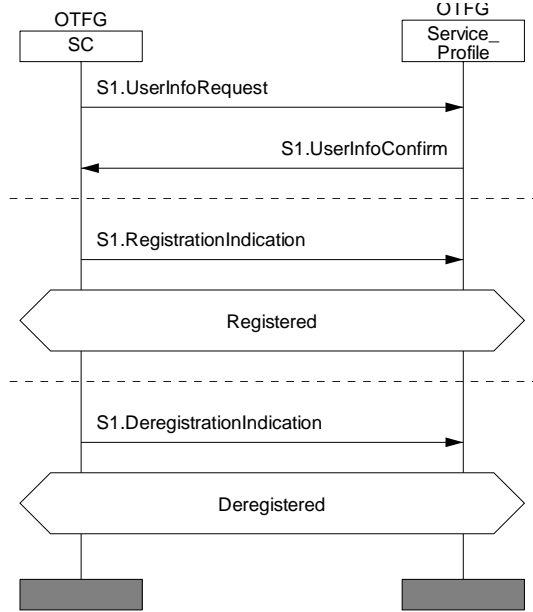 OTFG
OTFG
SC
Service_
Profile
S1.UserInfoRequest
S1.UserInfoConfirm
S1.RegistrationIndication
Registered
S1.DeregistrationIndication
Deregistered